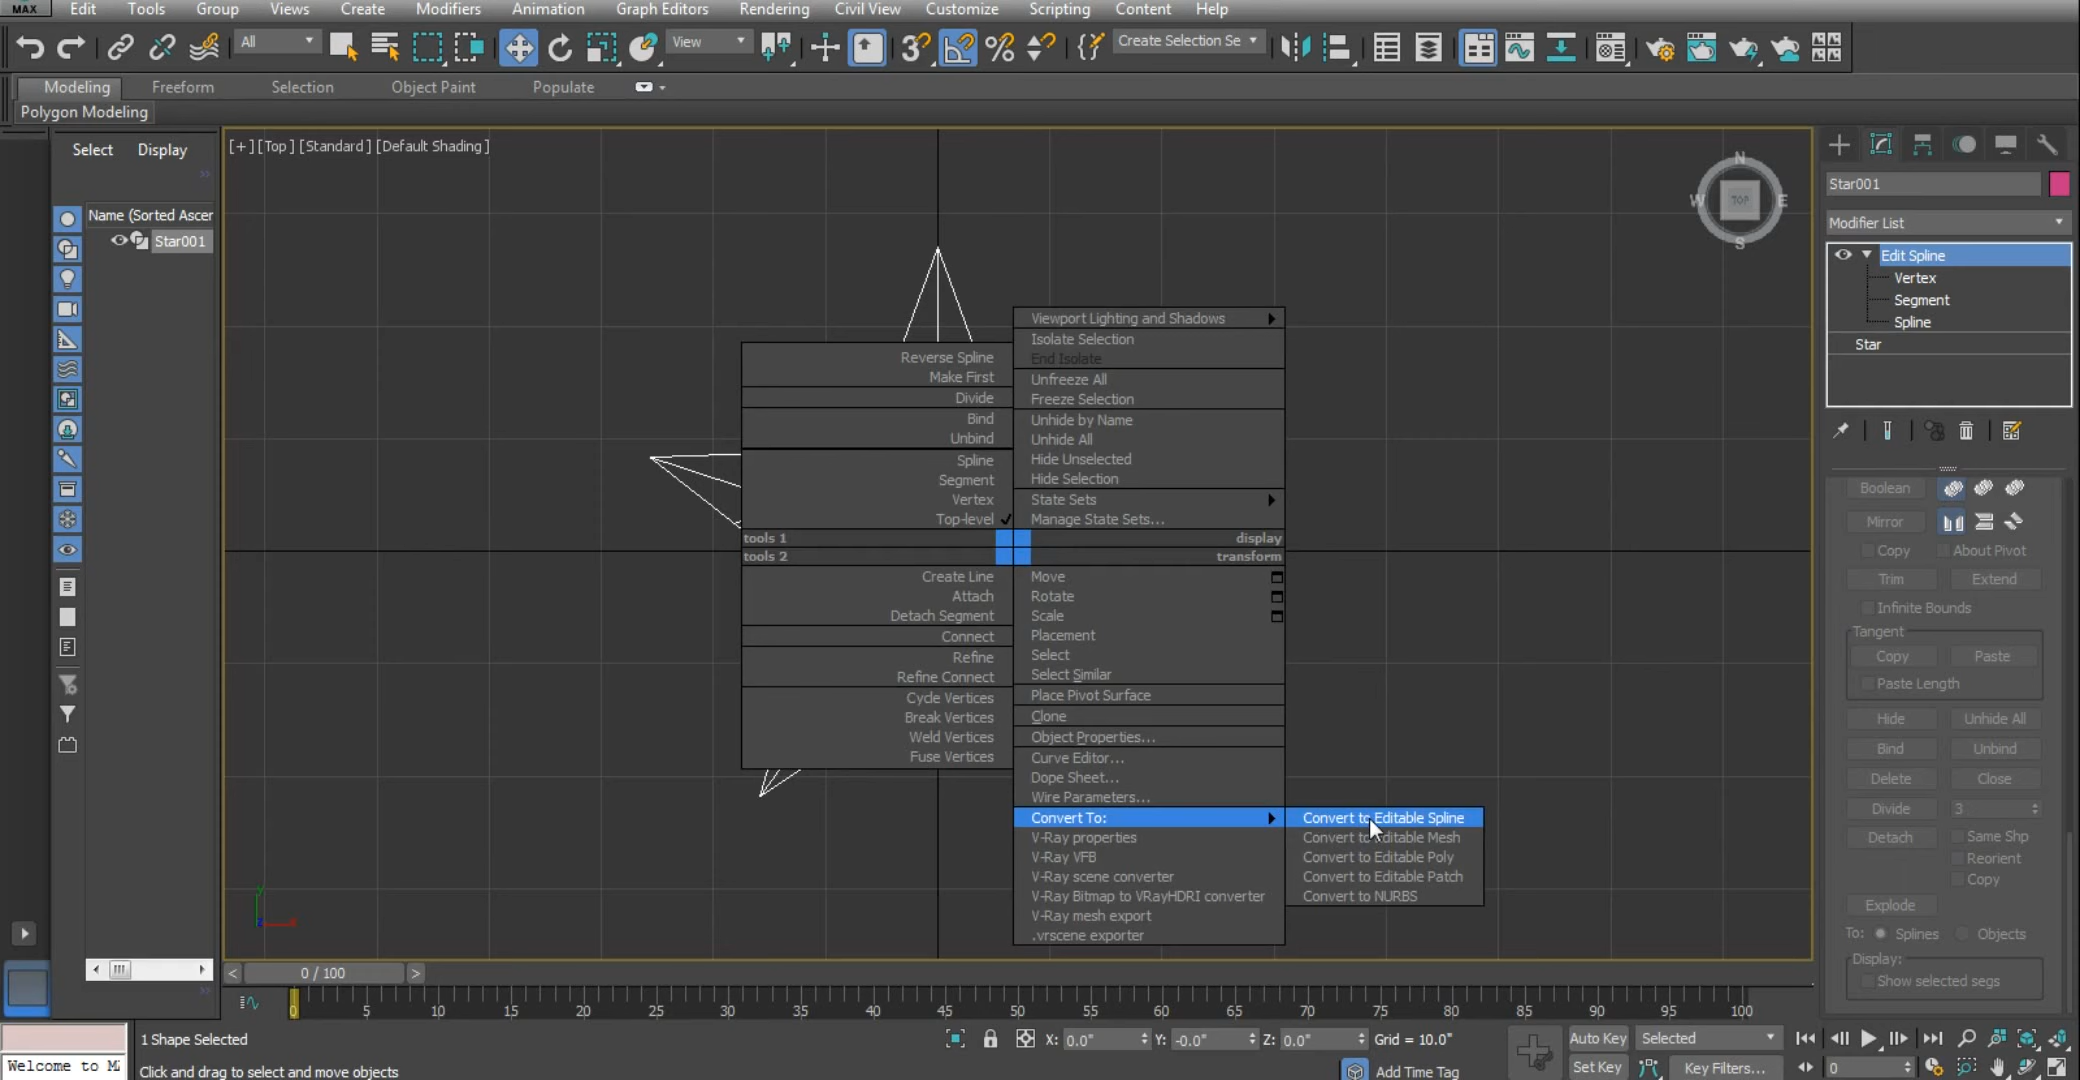 MAX Edit Tools Group Views Create Modifiers Animation Graph Editors Rendering Civil View Customize Scripting Content Help
All View Create Selection Se
Modeling Freeform Selection Object Paint Populate
Polygon Modeling
Select Display
Name (Sorted Ascer
Star001
[+] [Top ] [Standard ] [Default Shading ]
N
W TOP E
S
Reverse Spline
Make First
Divide
Bind
Unbind
Spline
Segment
Vertex
Top-level
tools 1
tools 2
Create Line
Attach
Detach Segment
Connect
Refine
Refine Connect
Cycle Vertices
Break Vertices
Weld Vertices
Fuse Vertices
Viewport Lighting and Shadows
Isolate Selection
End Isolate
Unfreeze All
Freeze Selection
Unhide by Name
Unhide All
Hide Unselected
Hide Selection
State Sets
Manage State Sets...
display
transform
Move
Rotate
Scale
Placement
Select
Select Similar
Place Pivot Surface
Clone
Object Properties...
Curve Editor...
Dope Sheet...
Wire Parameters...
Convert To:
V-Ray properties
V-Ray VFB
V-Ray scene converter
V-Ray Bitmap to VRayHDRI converter
V-Ray mesh export
.vrscene exporter
Convert to Editable Spline
Convert to Editable Mesh
Convert to Editable Poly
Convert to Editable Patch
Convert to NURBS
Star001
Modifier List
Edit Spline
Vertex
Segment
Spline
Star
Boolean
Mirror
Copy About Pivot
Trim Extend
Infinite Bounds
Tangent
Copy Paste
Paste Length
Hide Unhide All
Bind Unbind
Delete Close
Divide 3
Detach Same Shp
Reorient
Copy
Explode
To: Splines Objects
Display:
Show selected segs
< 0 / 100 >
0 5 10 15 20 25 30 35 40 45 50 55 60 65 70 75 80 85 90 95 100
1 Shape Selected X: 0.0" Y: -0.0" Z: 0.0" Grid = 10.0" Auto Key Selected
Welcome to Click and drag to select and move objects Add Time Tag Set Key Key Filters... 0